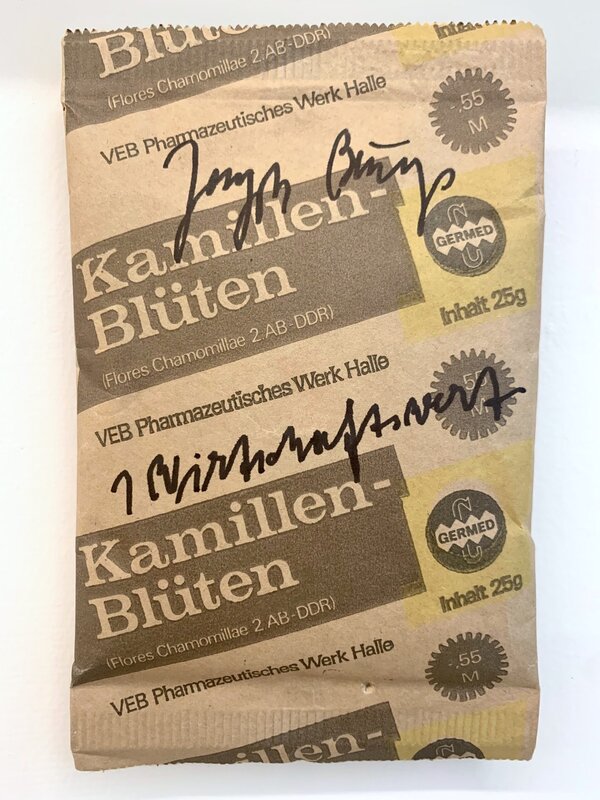 Blüten
Inhalt
(Flores Chamomillae 2. AB-DDR)
VEB Pharmazeutisches Werk Halle
-.55
M
Joseph Beuys
Kamillen-
Blüten
GERMED
Inhalt 25g
(Flores Chamomillae 2. AB-DDR)
VEB Pharmazeutisches Werk Halle
55
M
1 Wirtschaftswert
Kamillen-
Blüten
GERMED
Inhalt 25g
(Flores Chamomillae 2. AB-DDR)
VEB Pharmazeutisches Werk Halle
-.55
M
Kamillen-